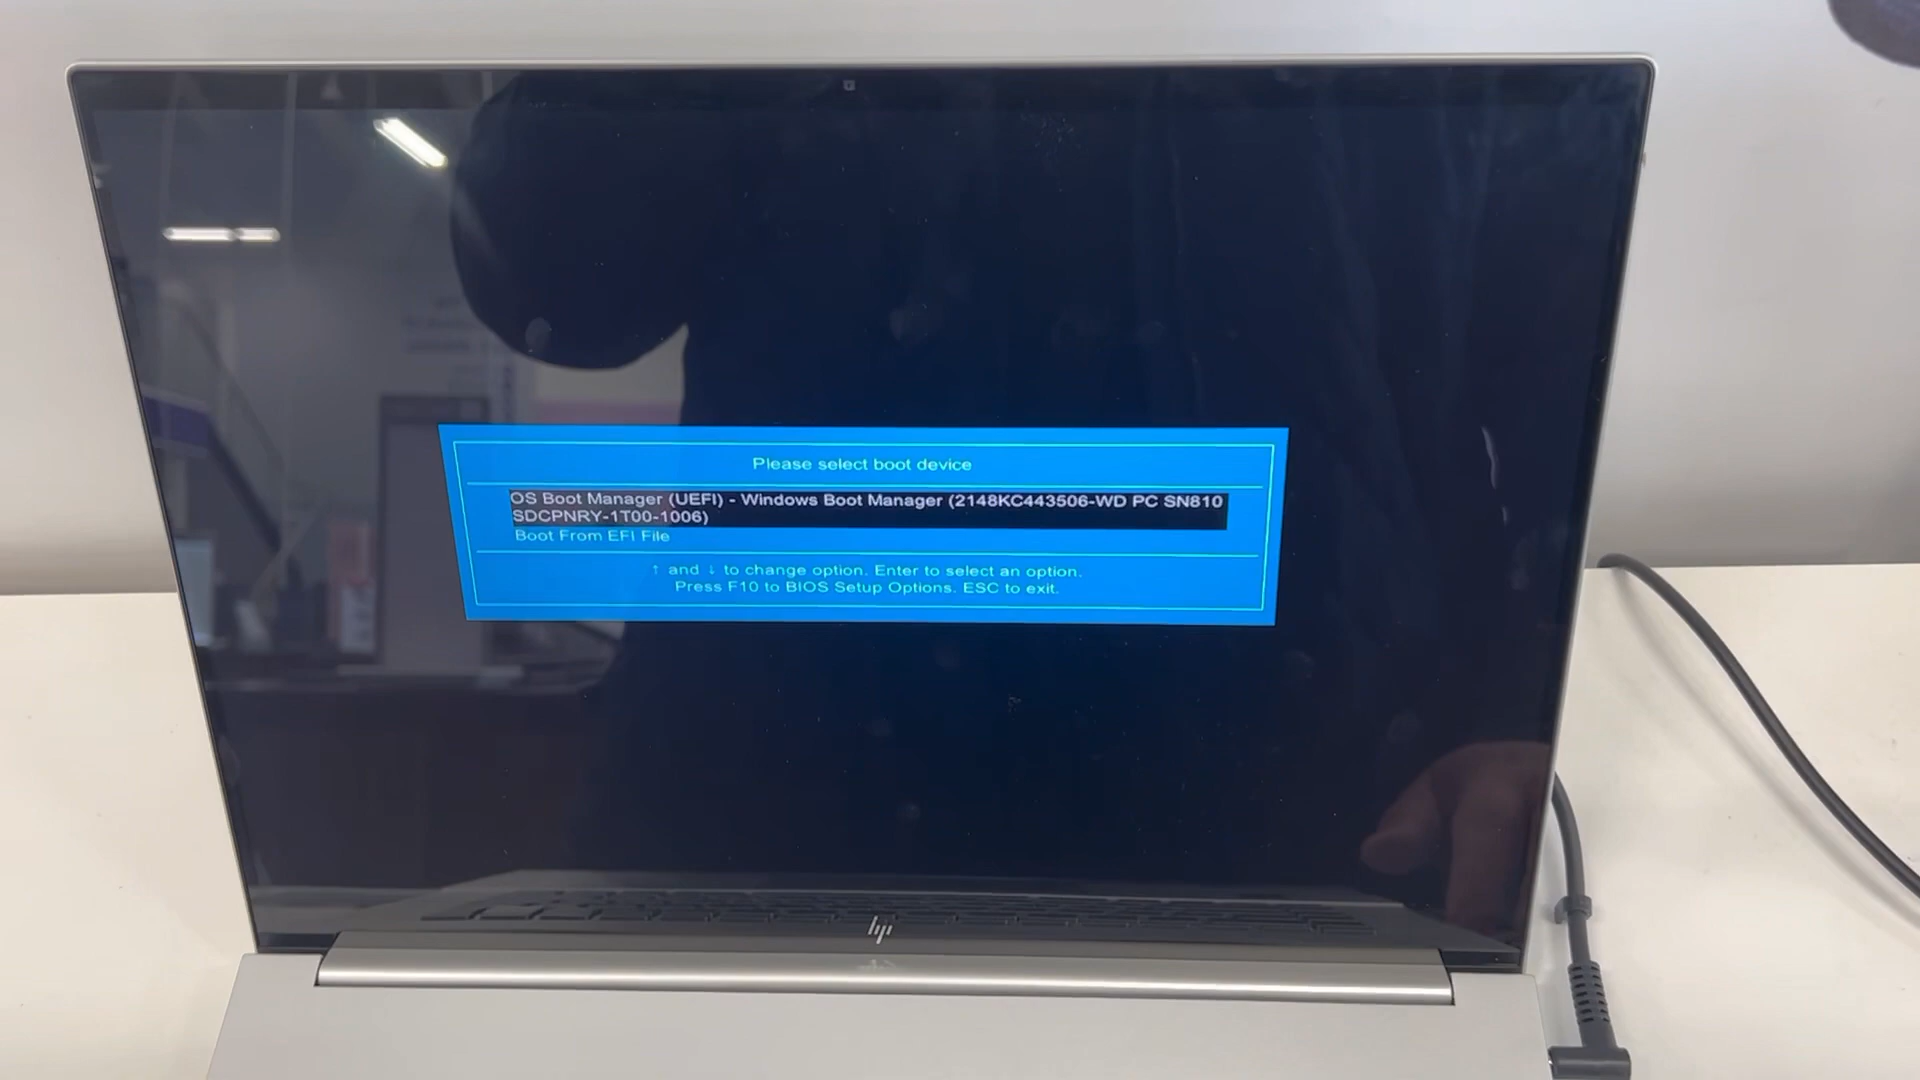 Please select boot device
OS Boot Manager (UEFI) - Windows Boot Manager (2148KC443506-WD PC SN810
SDCPNRY-1T00-1006)
Boot From EFI File
↑ and ↓ to change option. Enter to select an option.
Press F10 to BIOS Setup Options. ESC to exit.
hp